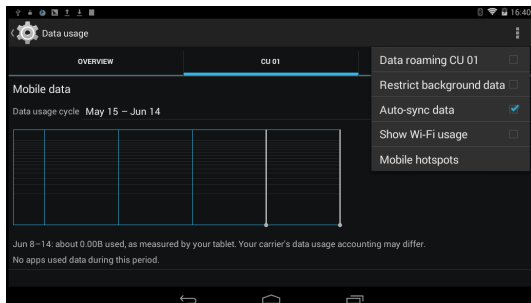 16:40
Data usage
OVERVIEW
CU 01
Data roaming CU 01
Restrict background data
Auto-sync data
Show Wi-Fi usage
Mobile hotspots
Mobile data
Data usage cycle May 15 – Jun 14
Jun 8–14: about 0.00B used, as measured by your tablet. Your carrier's data usage accounting may differ.
No apps used data during this period.